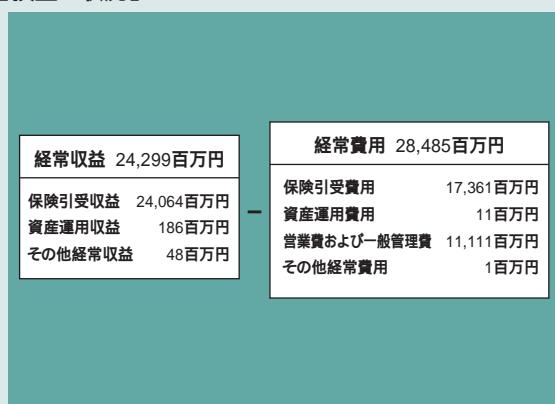 経常収益 24,299百万円
保険引受収益 24,064百万円
資産運用収益 186百万円
その他経常収益 48百万円
−
経常費用 28,485百万円
保険引受費用 17,361百万円
資産運用費用 11百万円
営業費および一般管理費 11,111百万円
その他経常費用 1百万円